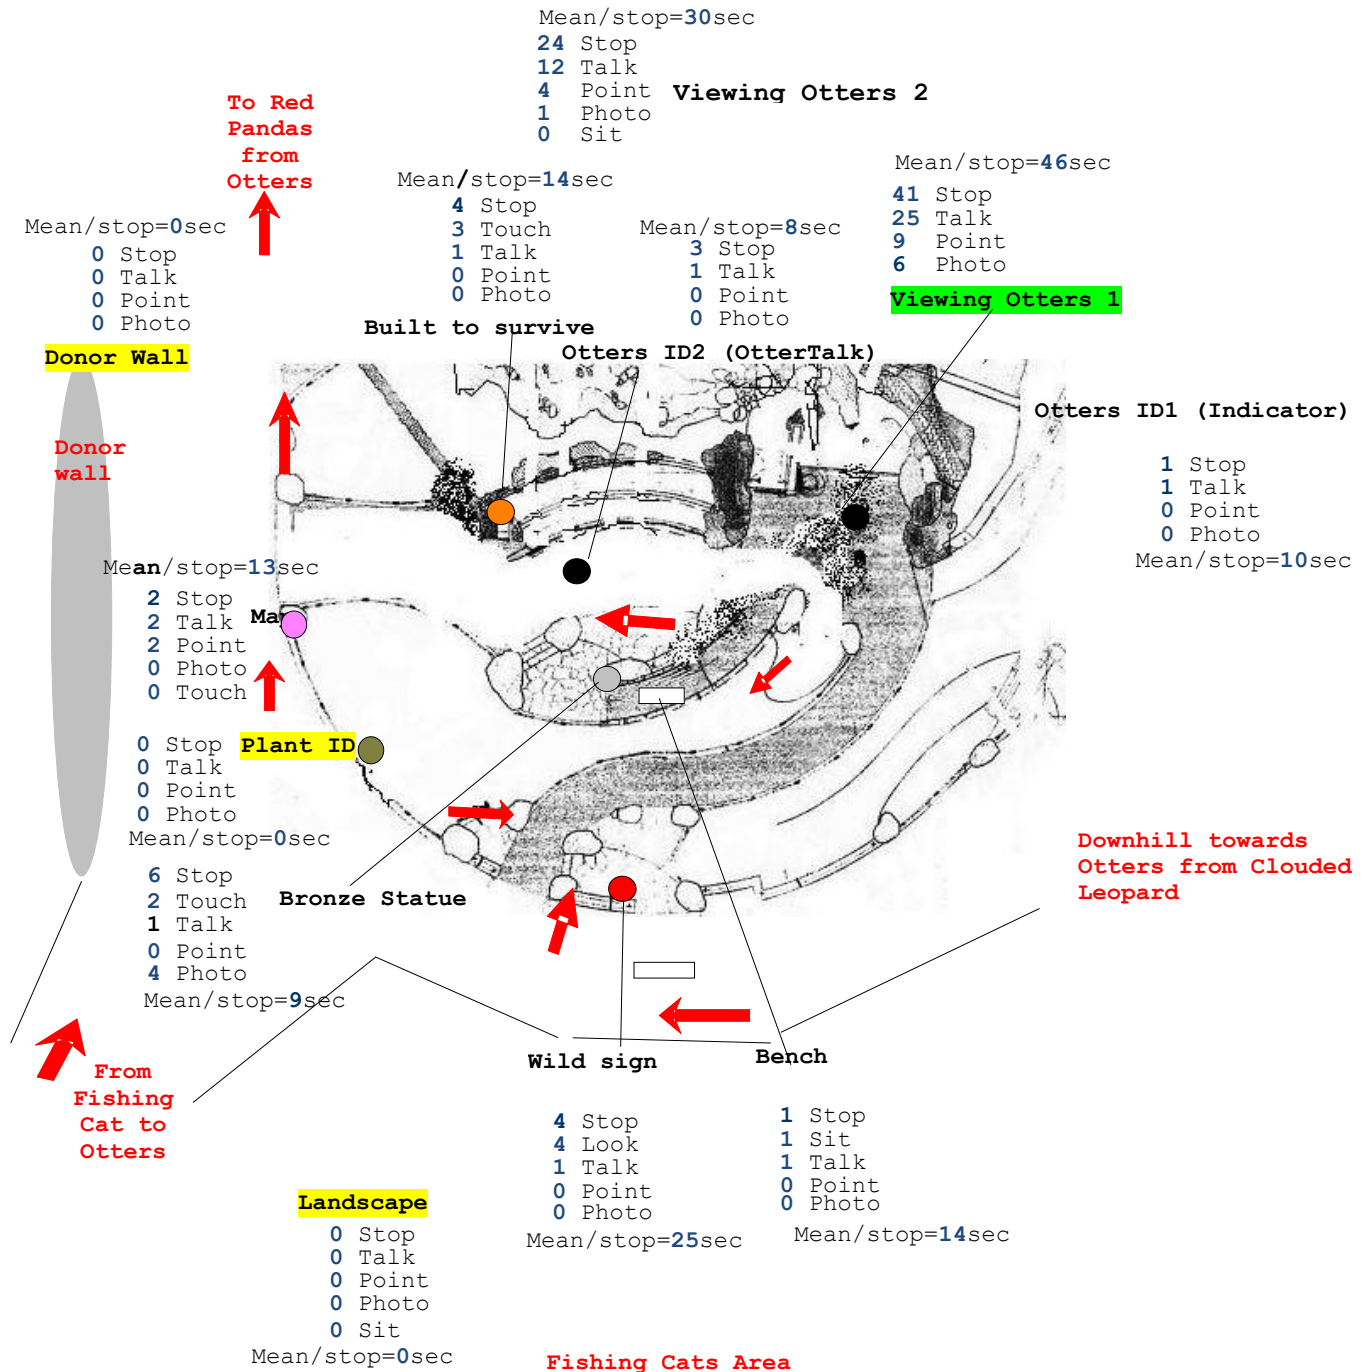 Mean/stop=30sec
24 Stop
12 Talk
4 Point
1 Photo
0 Sit
Viewing Otters 2
To Red
Pandas
from
Otters
Mean/stop=46sec
41 Stop
25 Talk
9 Point
6 Photo
Viewing Otters 1
Mean/stop=14sec
4 Stop
3 Touch
1 Talk
0 Point
0 Photo
Built to survive
Mean/stop=8sec
3 Stop
1 Talk
0 Point
0 Photo
Otters ID2 (OtterTalk)
Mean/stop=0sec
0 Stop
0 Talk
0 Point
0 Photo
Donor Wall
Donor
wall
Otters ID1 (Indicator)
1 Stop
1 Talk
0 Point
0 Photo
Mean/stop=10sec
Mean/stop=13sec
2 Stop
2 Talk
2 Point
0 Photo
0 Touch
0 Stop
0 Talk
0 Point
0 Photo
Plant ID
Mean/stop=0sec
6 Stop
2 Touch
1 Talk
0 Point
4 Photo
Mean/stop=9sec
Bronze Statue
Downhill towards
Otters from Clouded
Leopard
From
Fishing
Cat to
Otters
Wild sign
4 Stop
4 Look
1 Talk
0 Point
0 Photo
Mean/stop=25sec
Bench
1 Stop
1 Sit
1 Talk
0 Point
0 Photo
Mean/stop=14sec
Landscape
0 Stop
0 Talk
0 Point
0 Photo
0 Sit
Mean/stop=0sec
Fishing Cats Area